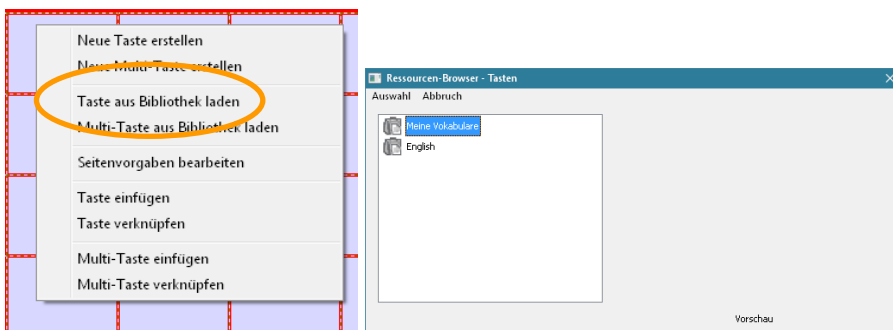 Neue Taste erstellen
Neue Multi-Taste erstellen
Taste aus Bibliothek laden
Multi-Taste aus Bibliothek laden
Seitenvorgaben bearbeiten
Taste einfügen
Taste verknüpfen
Multi-Taste einfügen
Multi-Taste verknüpfen
Ressourcen-Browser - Tasten
Auswahl Abbruch
Meine Vokabulare
English
Vorschau